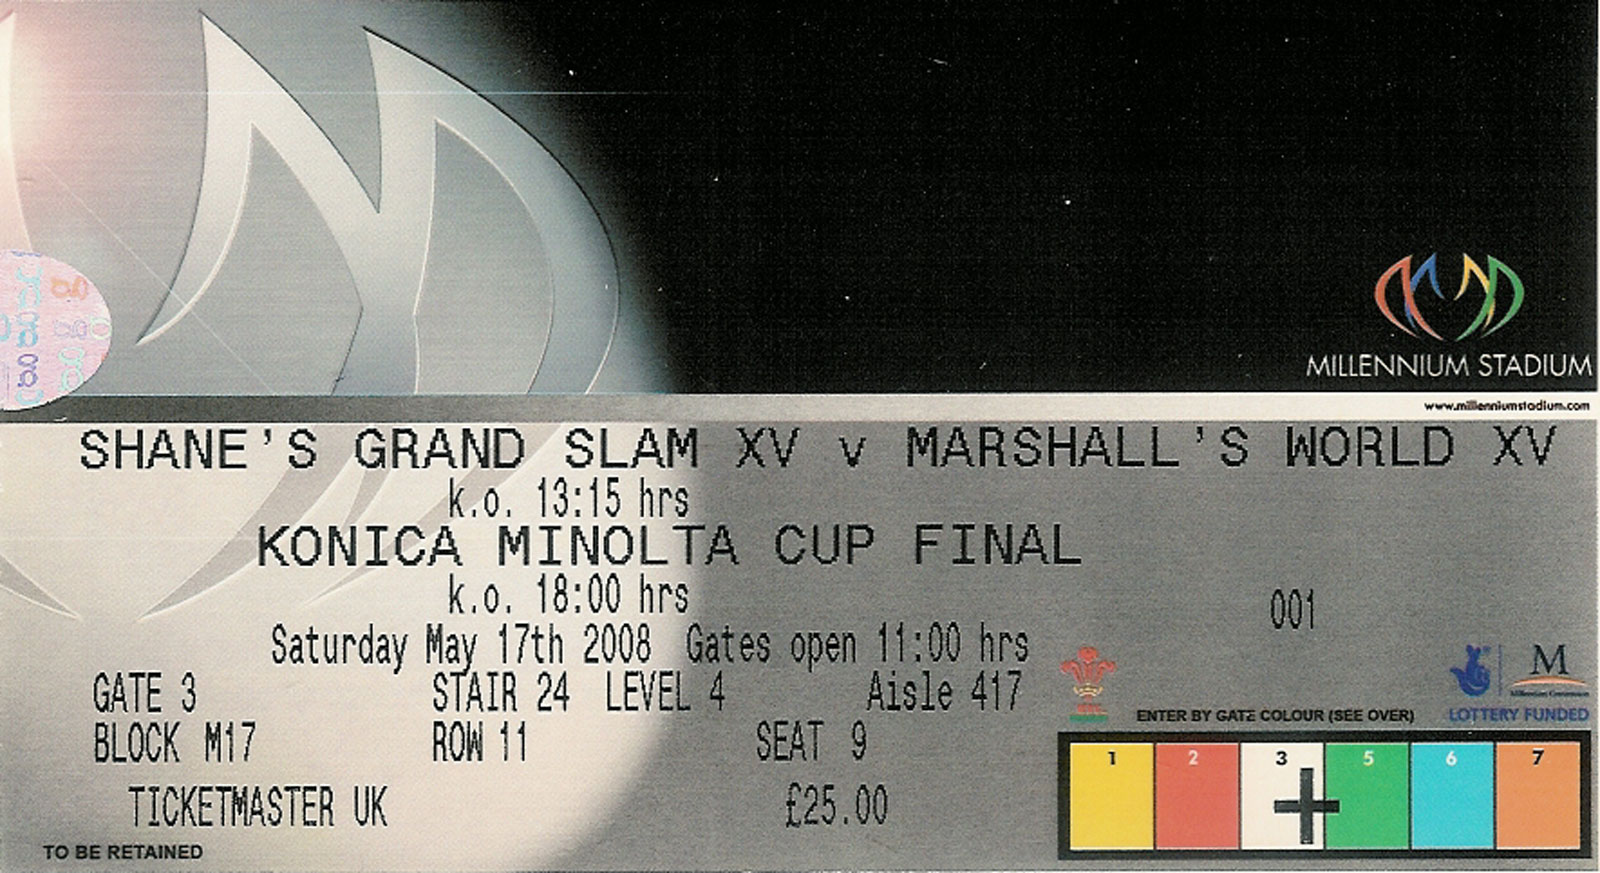 MILLENNIUM STADIUM
www.millenniumstadium.com
SHANE'S GRAND SLAM XV v MARSHALL'S WORLD XV
k.o. 13:15 hrs
KONICA MINOLTA CUP FINAL
k.o. 18:00 hrs
001
Saturday May 17th 2008 Gates open 11:00 hrs
GATE 3 STAIR 24 LEVEL 4 Aisle 417
M
Millennium Commission
ENTER BY GATE COLOUR (SEE OVER) LOTTERY FUNDED
BLOCK M17 ROW 11 SEAT 9
1 2 3 5 6 7
TICKETMASTER UK £25.00
TO BE RETAINED